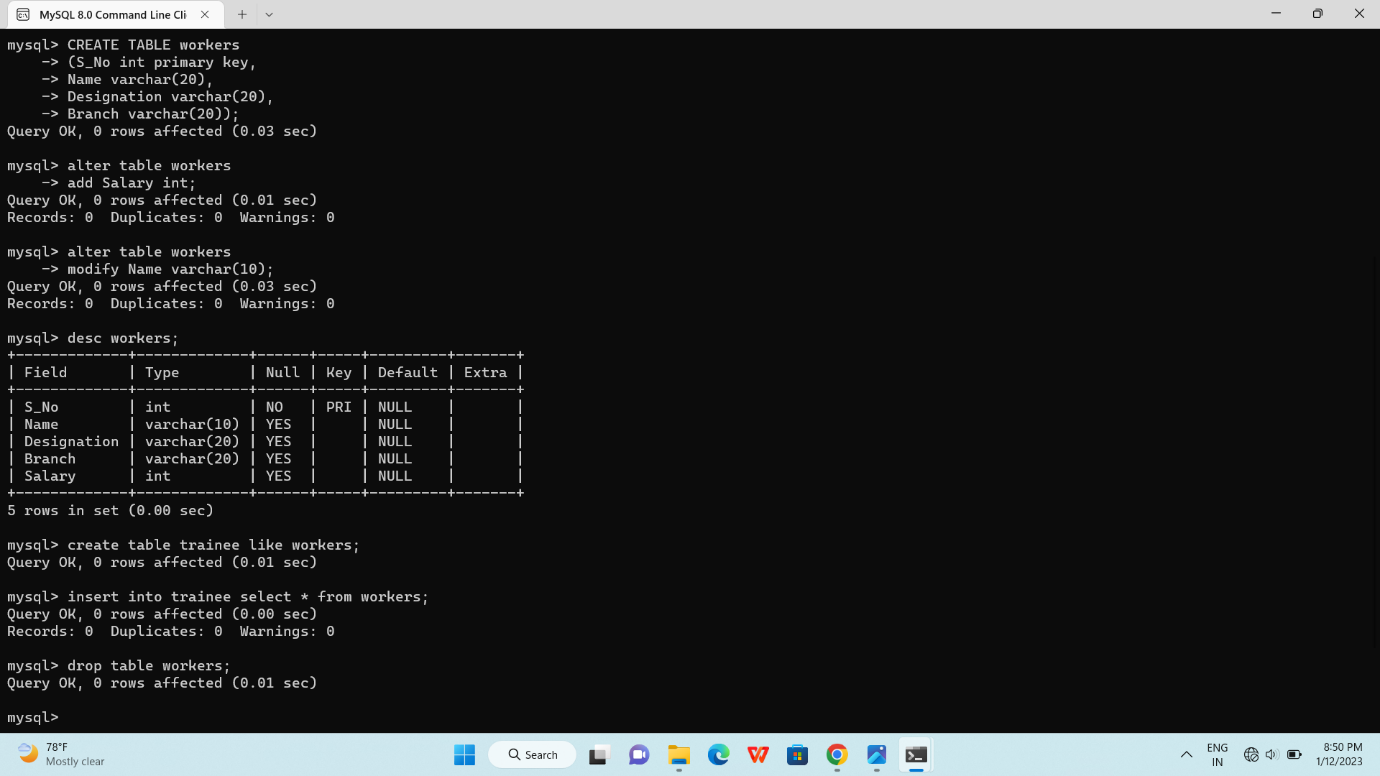 MySQL 8.0 Command Line Cli
mysql> CREATE TABLE workers
    -> (S_No int primary key,
    -> Name varchar(20),
    -> Designation varchar(20),
    -> Branch varchar(20));
Query OK, 0 rows affected (0.03 sec)

mysql> alter table workers
    -> add Salary int;
Query OK, 0 rows affected (0.01 sec)
Records: 0  Duplicates: 0  Warnings: 0

mysql> alter table workers
    -> modify Name varchar(10);
Query OK, 0 rows affected (0.03 sec)
Records: 0  Duplicates: 0  Warnings: 0

mysql> desc workers;
+-------------+-------------+------+-----+---------+-------+
| Field       | Type        | Null | Key | Default | Extra |
+-------------+-------------+------+-----+---------+-------+
| S_No        | int         | NO   | PRI | NULL    |       |
| Name        | varchar(10) | YES  |     | NULL    |       |
| Designation | varchar(20) | YES  |     | NULL    |       |
| Branch      | varchar(20) | YES  |     | NULL    |       |
| Salary      | int         | YES  |     | NULL    |       |
+-------------+-------------+------+-----+---------+-------+
5 rows in set (0.00 sec)

mysql> create table trainee like workers;
Query OK, 0 rows affected (0.01 sec)

mysql> insert into trainee select * from workers;
Query OK, 0 rows affected (0.00 sec)
Records: 0  Duplicates: 0  Warnings: 0

mysql> drop table workers;
Query OK, 0 rows affected (0.01 sec)

mysql>
78°F
Mostly clear
Search
ENG
IN
8:50 PM
1/12/2023